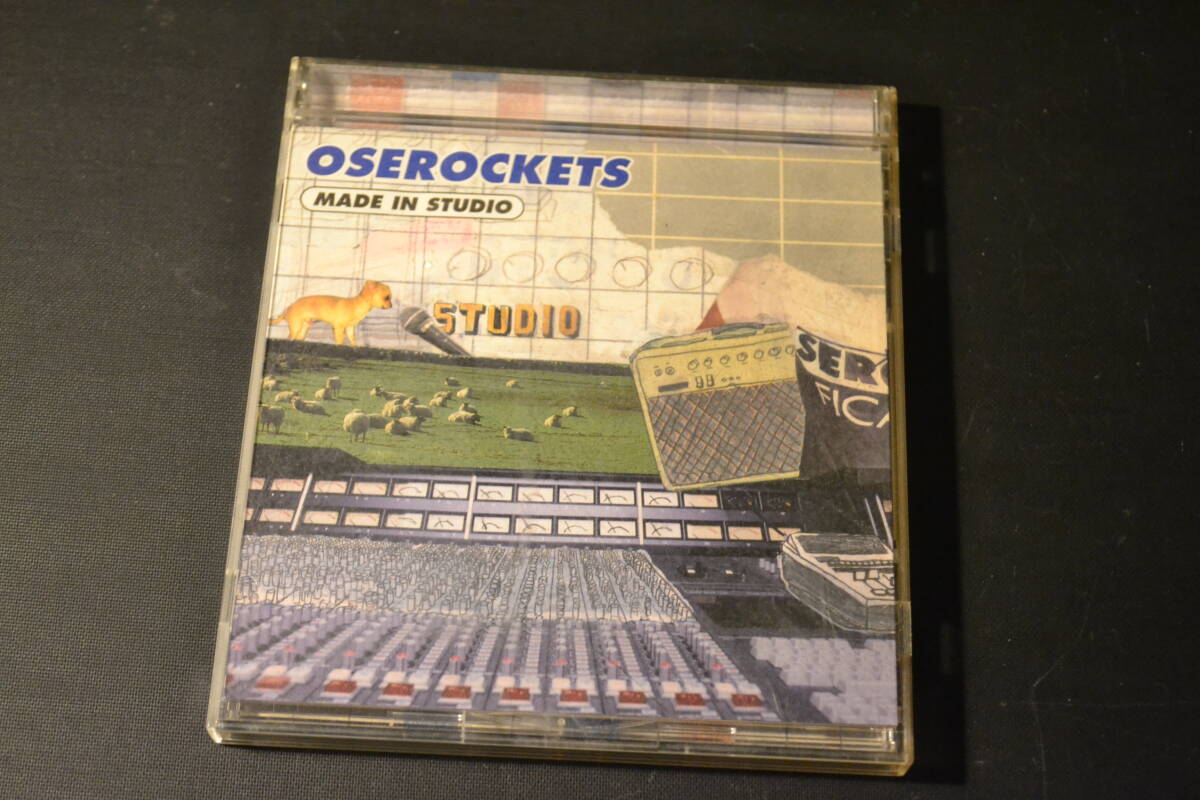 OSEROCKETS
MADE IN STUDIO
STUDIO
SERO
FICA